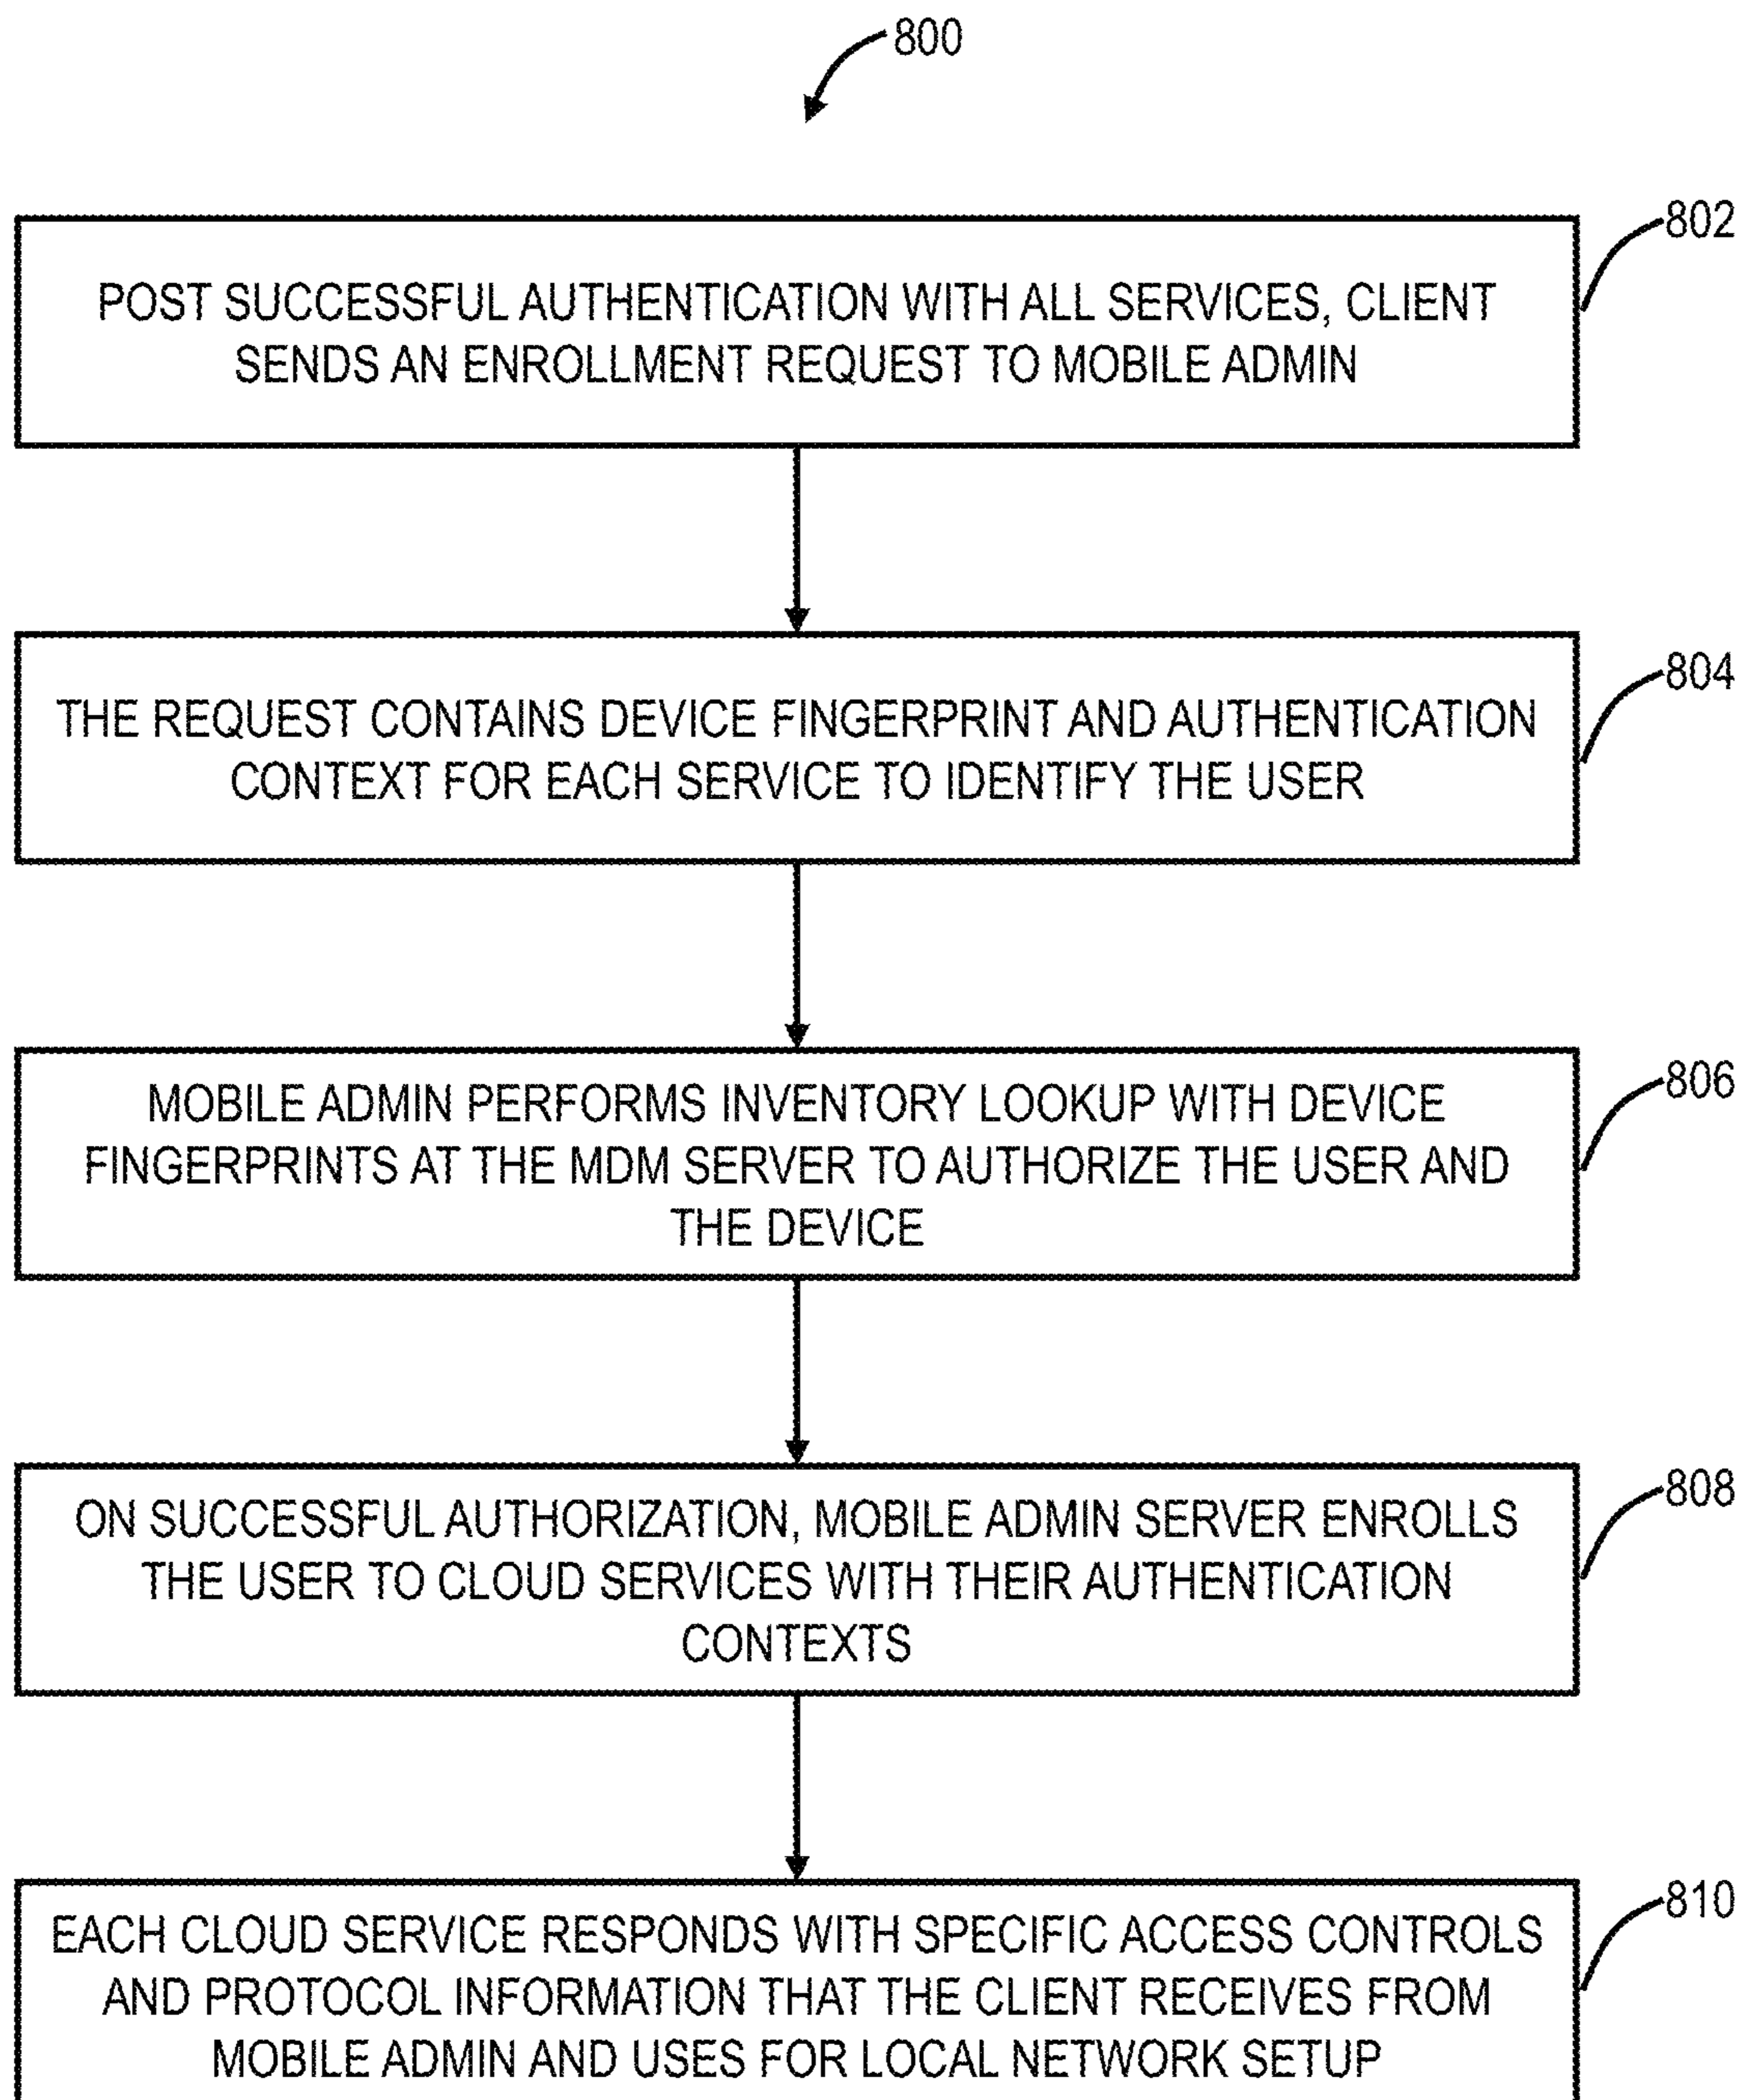 800
802
POST SUCCESSFUL AUTHENTICATION WITH ALL SERVICES, CLIENT
SENDS AN ENROLLMENT REQUEST TO MOBILE ADMIN
804
THE REQUEST CONTAINS DEVICE FINGERPRINT AND AUTHENTICATION
CONTEXT FOR EACH SERVICE TO IDENTIFY THE USER
806
MOBILE ADMIN PERFORMS INVENTORY LOOKUP WITH DEVICE
FINGERPRINTS AT THE MDM SERVER TO AUTHORIZE THE USER AND
THE DEVICE
808
ON SUCCESSFUL AUTHORIZATION, MOBILE ADMIN SERVER ENROLLS
THE USER TO CLOUD SERVICES WITH THEIR AUTHENTICATION
CONTEXTS
810
EACH CLOUD SERVICE RESPONDS WITH SPECIFIC ACCESS CONTROLS
AND PROTOCOL INFORMATION THAT THE CLIENT RECEIVES FROM
MOBILE ADMIN AND USES FOR LOCAL NETWORK SETUP